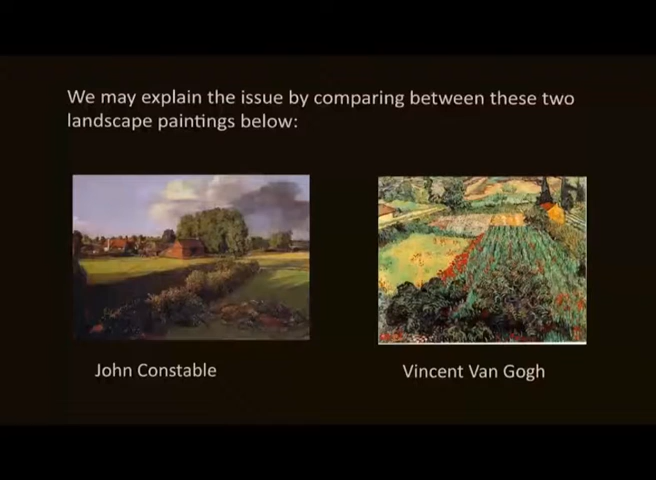 We may explain the issue by comparing between these two
landscape paintings below:
John Constable
Vincent Van Gogh